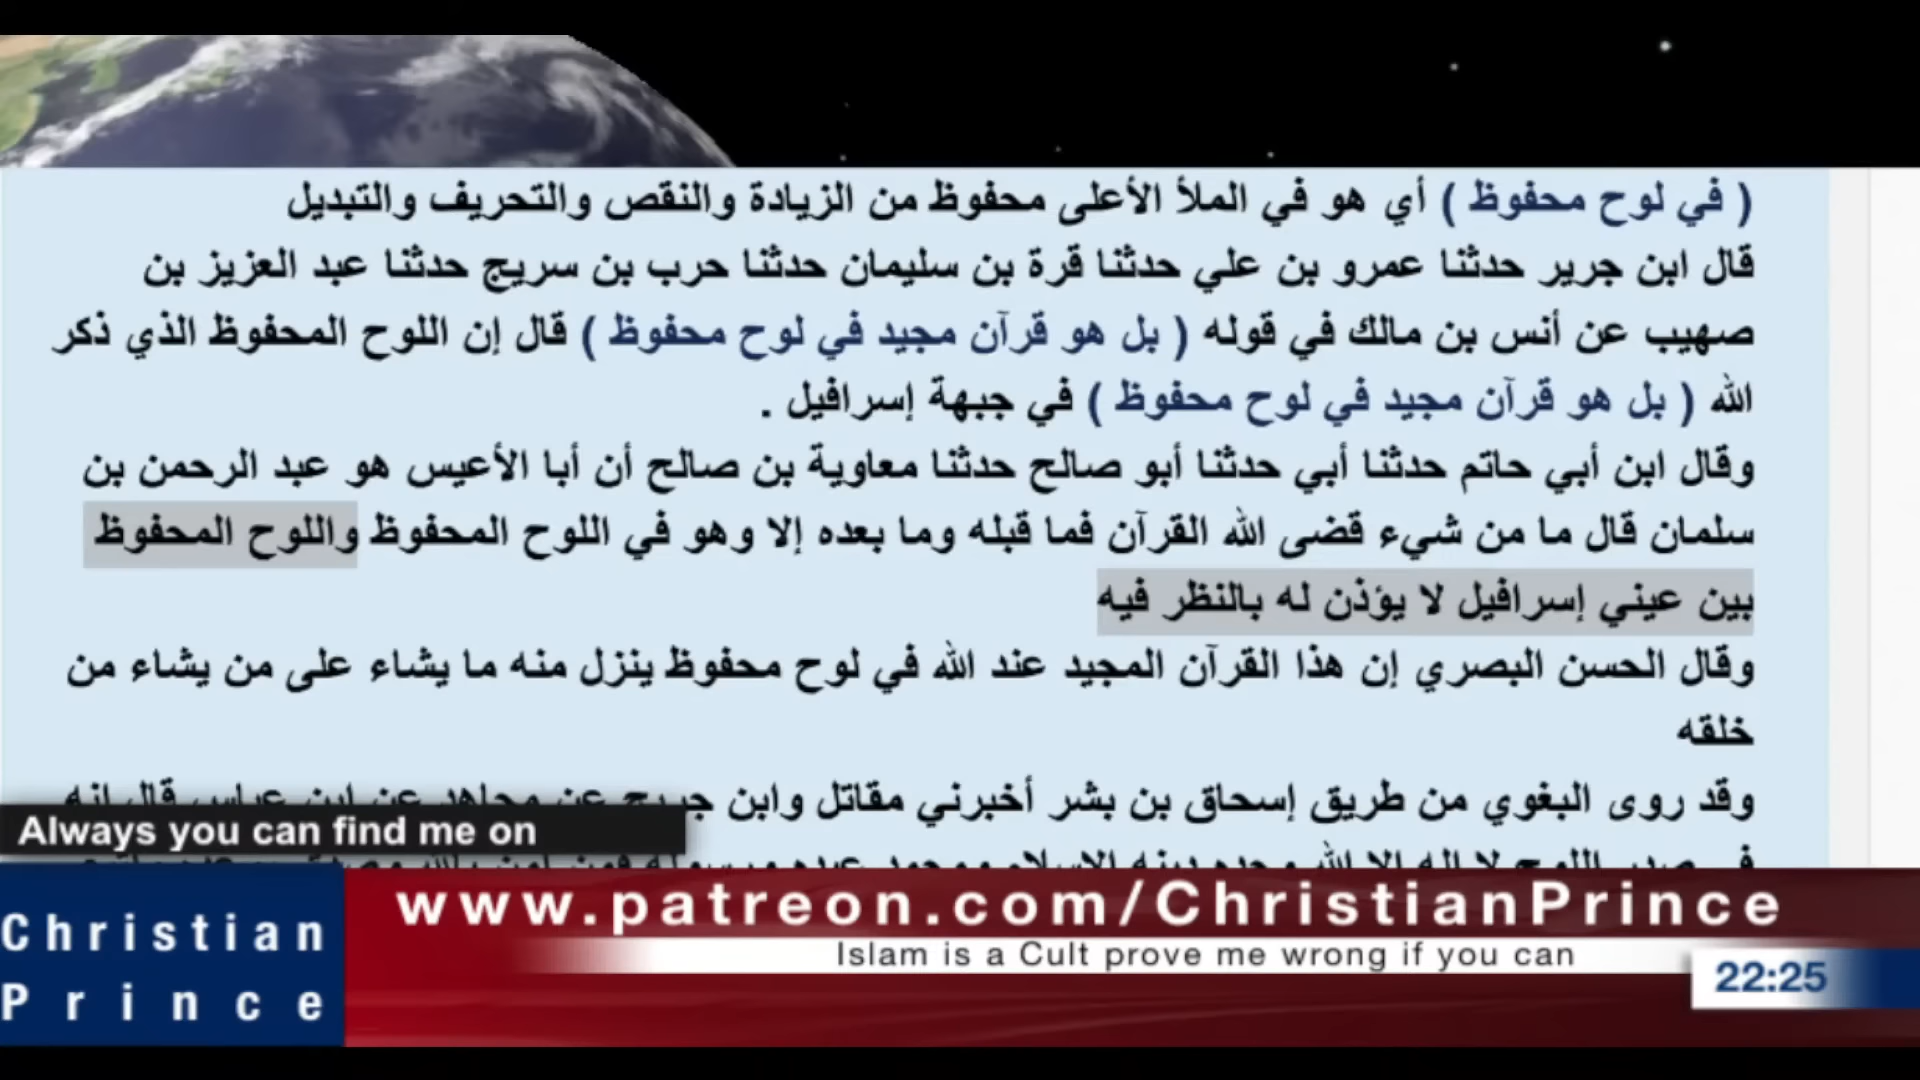 ( في لوح محفوظ ) أي هو في الملأ الأعلى محفوظ من الزيادة والنقص والتحريف والتبديل
قال ابن جرير حدثنا عمرو بن علي حدثنا قرة بن سليمان حدثنا حرب بن سريج حدثنا عبد العزيز بن
صهيب عن أنس بن مالك في قوله ( بل هو قرآن مجيد في لوح محفوظ ) قال إن اللوح المحفوظ الذي ذكر
الله ( بل هو قرآن مجيد في لوح محفوظ ) في جبهة إسرافيل .
وقال ابن أبي حاتم حدثنا أبي حدثنا أبو صالح حدثنا معاوية بن صالح أن أبا الأعيس هو عبد الرحمن بن
سلمان قال ما من شيء قضى الله القرآن فما قبله وما بعده إلا وهو في اللوح المحفوظ واللوح المحفوظ
بين عيني إسرافيل لا يؤذن له بالنظر فيه
وقال الحسن البصري إن هذا القرآن المجيد عند الله في لوح محفوظ ينزل منه ما يشاء على من يشاء من
خلقه
وقد روى البغوي من طريق إسحاق بن بشر أخبرني مقاتل وابن جريج عن مجاهد عن ابن عباس قال إنه
Always you can find me on
www.patreon.com/ChristianPrince
Christian
Prince
Islam is a Cult prove me wrong if you can
22:25